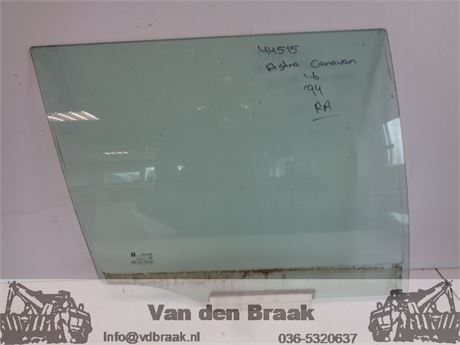 44515
Astra Caravan
1.6
'94
RA
Van den Braak
Info@vdbraak.nl
036-5320637